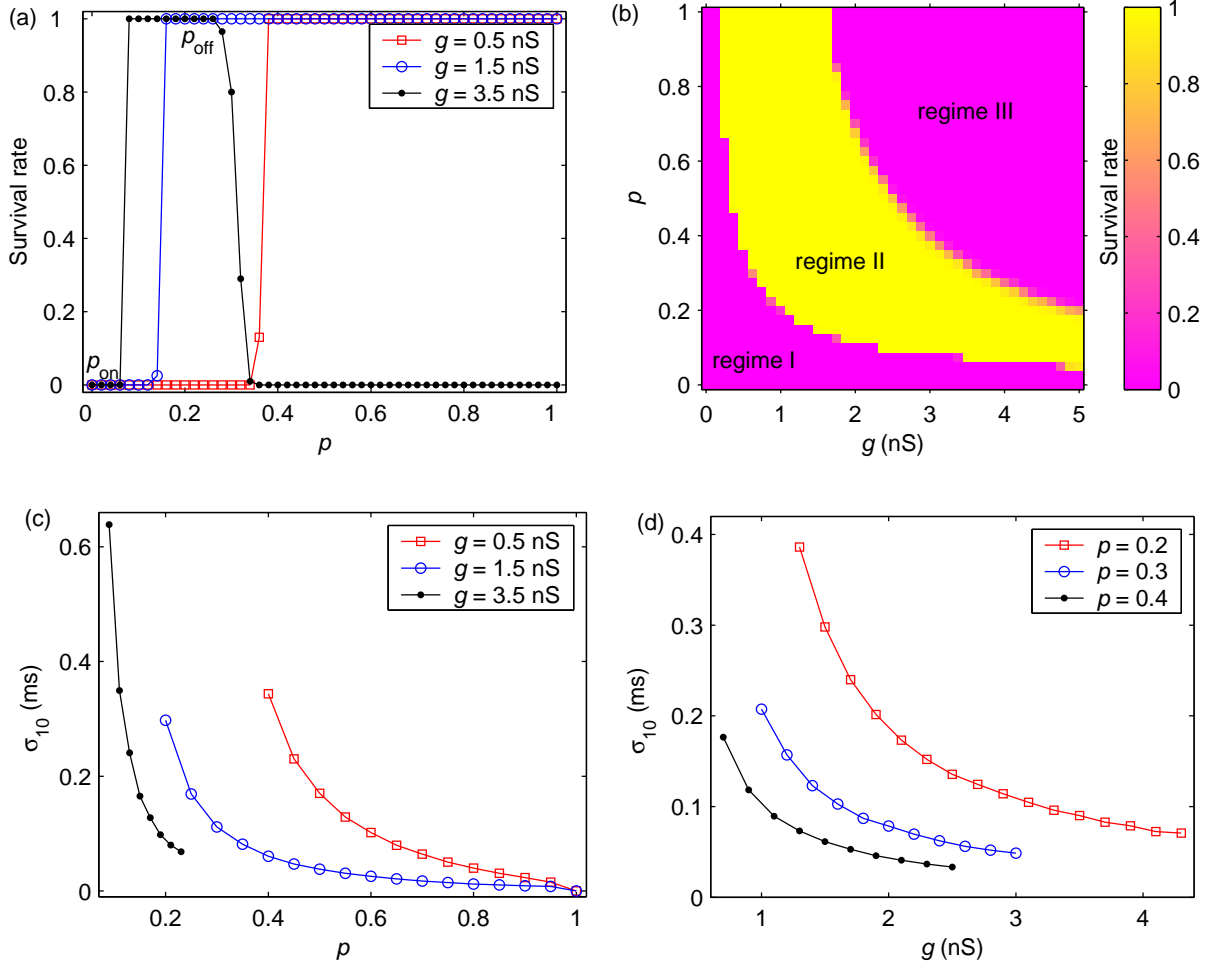 (a)
Survival rate
1
0.8
0.6
0.4
0.2
0
p_off
p_on
g = 0.5 nS
g = 1.5 nS
g = 3.5 nS
0 0.2 0.4 0.6 0.8 1
p
(b)
p
1
0.8
0.6
0.4
0.2
0
regime III
regime II
regime I
0 1 2 3 4 5
g (nS)
Survival rate
1
0.8
0.6
0.4
0.2
0
(c)
σ10 (ms)
0.6
0.4
0.2
0
g = 0.5 nS
g = 1.5 nS
g = 3.5 nS
0.2 0.4 0.6 0.8 1
p
(d)
σ10 (ms)
0.4
0.3
0.2
0.1
0
p = 0.2
p = 0.3
p = 0.4
1 2 3 4
g (nS)